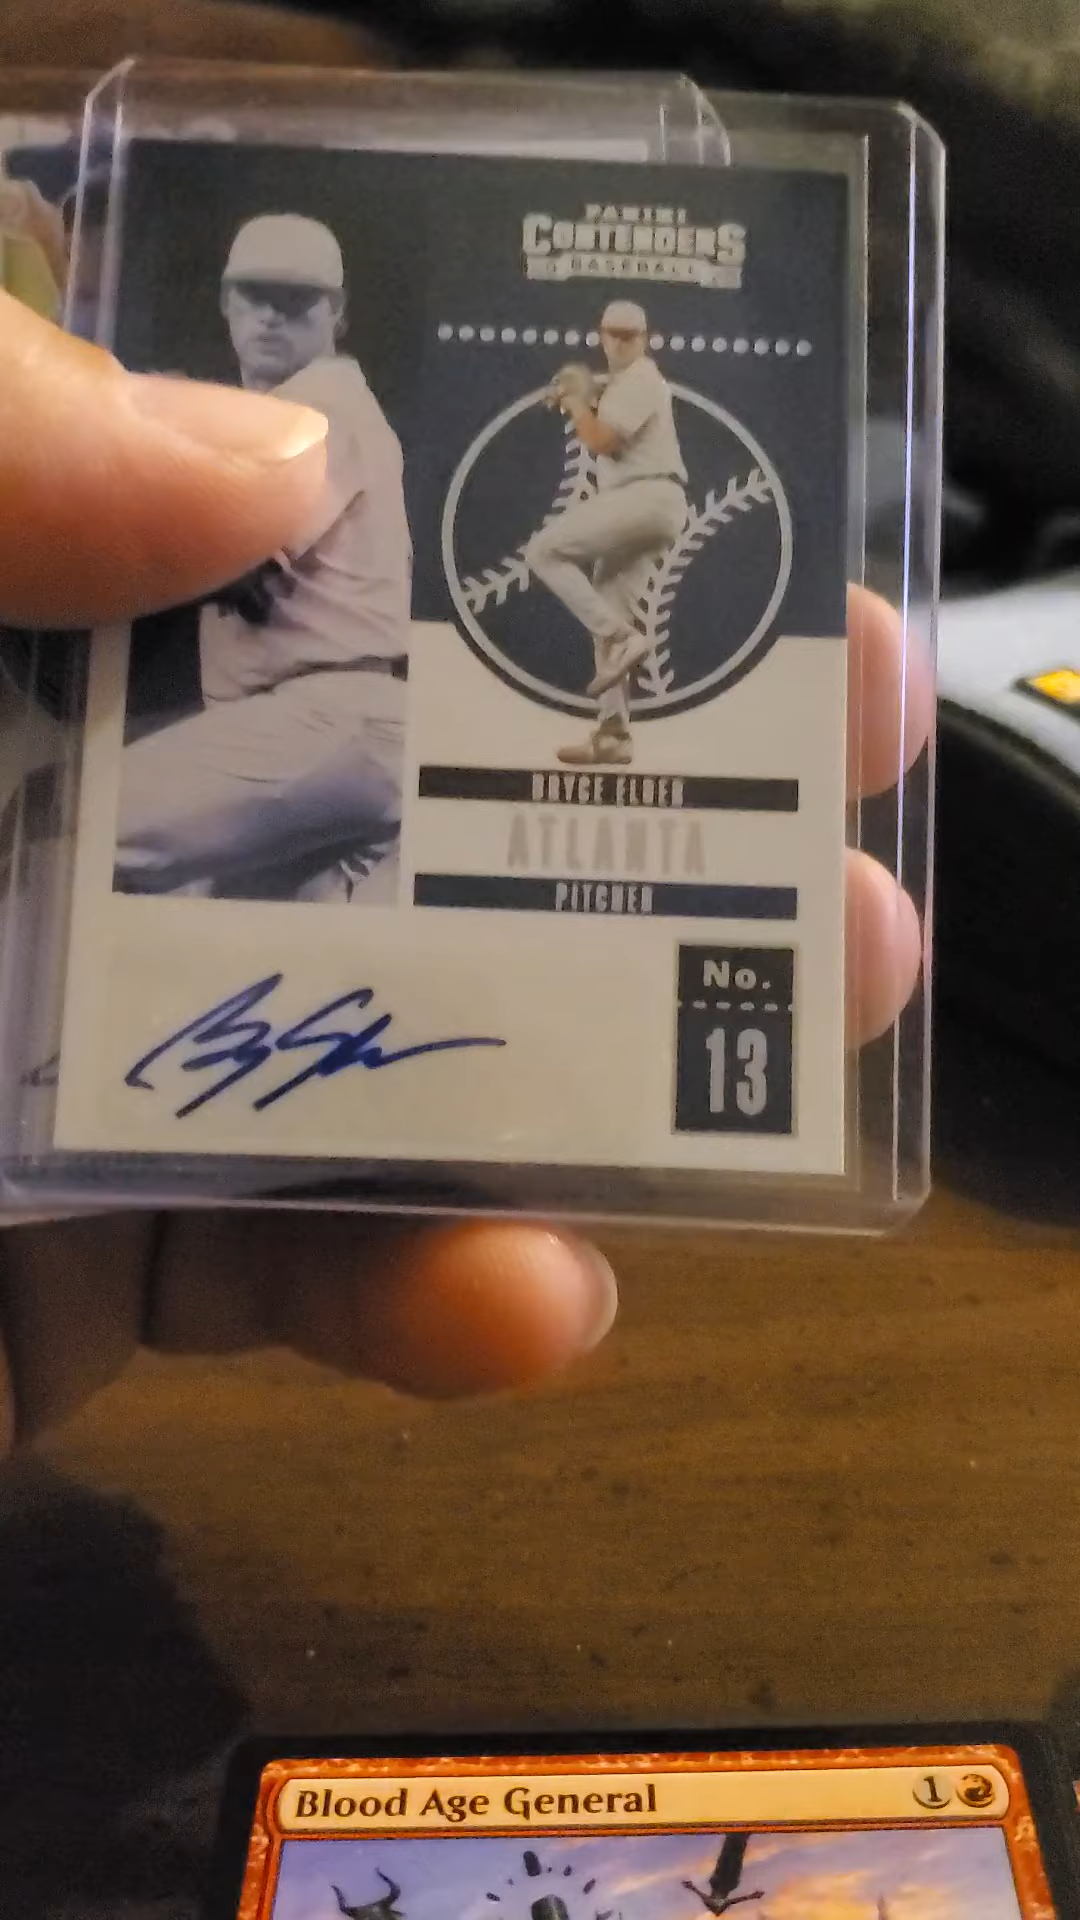 PANINI
CONTENDERS
BASEBALL
BRYCE ELDER
ATLANTA
PITCHER
No.
13
Blood Age General
1